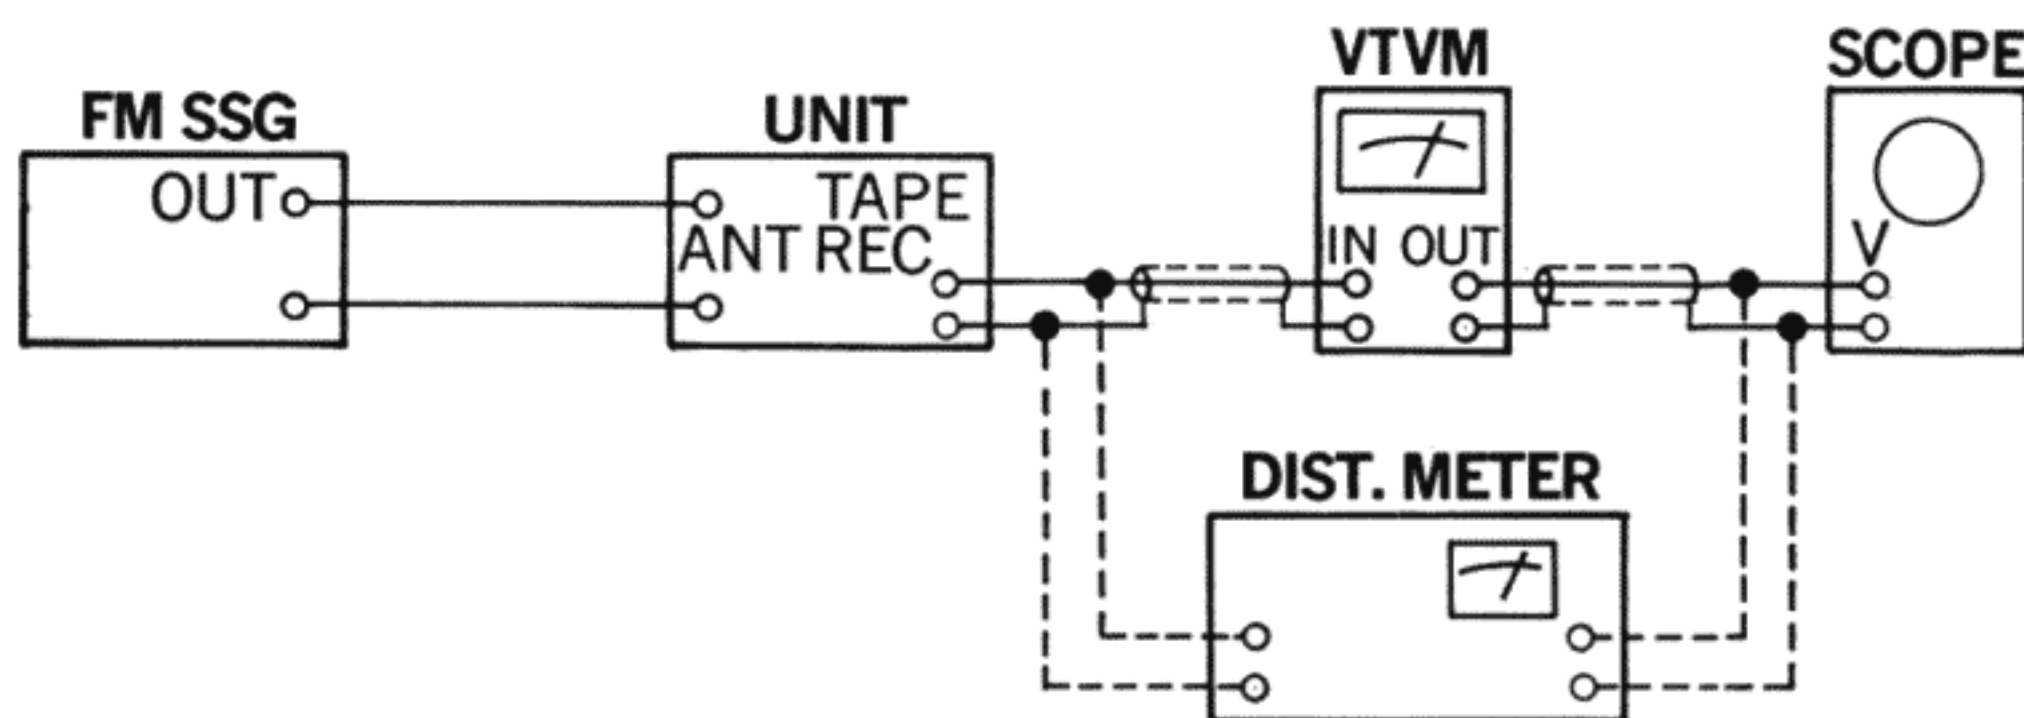 FM SSG
OUT
UNIT
TAPE
ANT REC
VTVM
IN OUT
SCOPE
V
DIST. METER